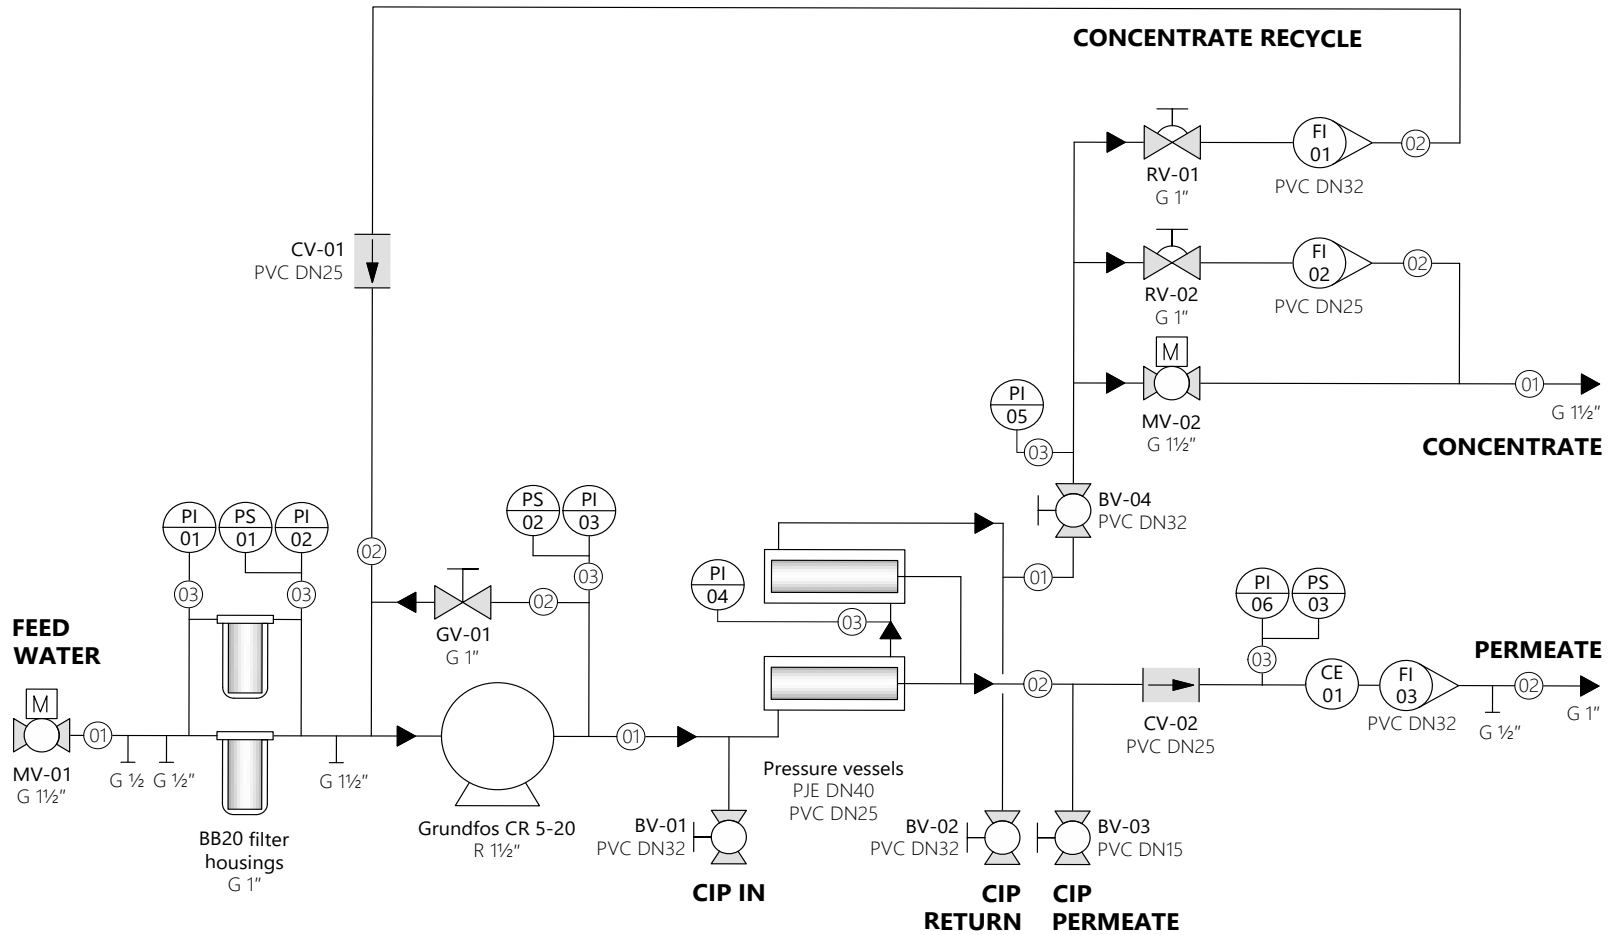 CONCENTRATE RECYCLE
FI
01
02
RV-01
G 1″
PVC DN32
CV-01
PVC DN25
FI
02
02
RV-02
G 1″
PVC DN25
M
MV-02
G 1½″
01
G 1½″
CONCENTRATE
PI
05
03
BV-04
PVC DN32
01
PI
01
PS
01
PI
02
03
03
02
PS
02
PI
03
03
02
GV-01
G 1″
PI
04
03
FEED
WATER
M
MV-01
G 1½″
01
G ½
G ½″
G 1½″
BB20 filter
housings
G 1″
Grundfos CR 5-20
R 1½″
01
Pressure vessels
PJE DN40
PVC DN25
BV-01
PVC DN32
CIP IN
BV-02
PVC DN32
CIP
RETURN
BV-03
PVC DN15
CIP
PERMEATE
02
CV-02
PVC DN25
PI
06
PS
03
03
CE
01
FI
03
PVC DN32
G ½″
02
G 1″
PERMEATE